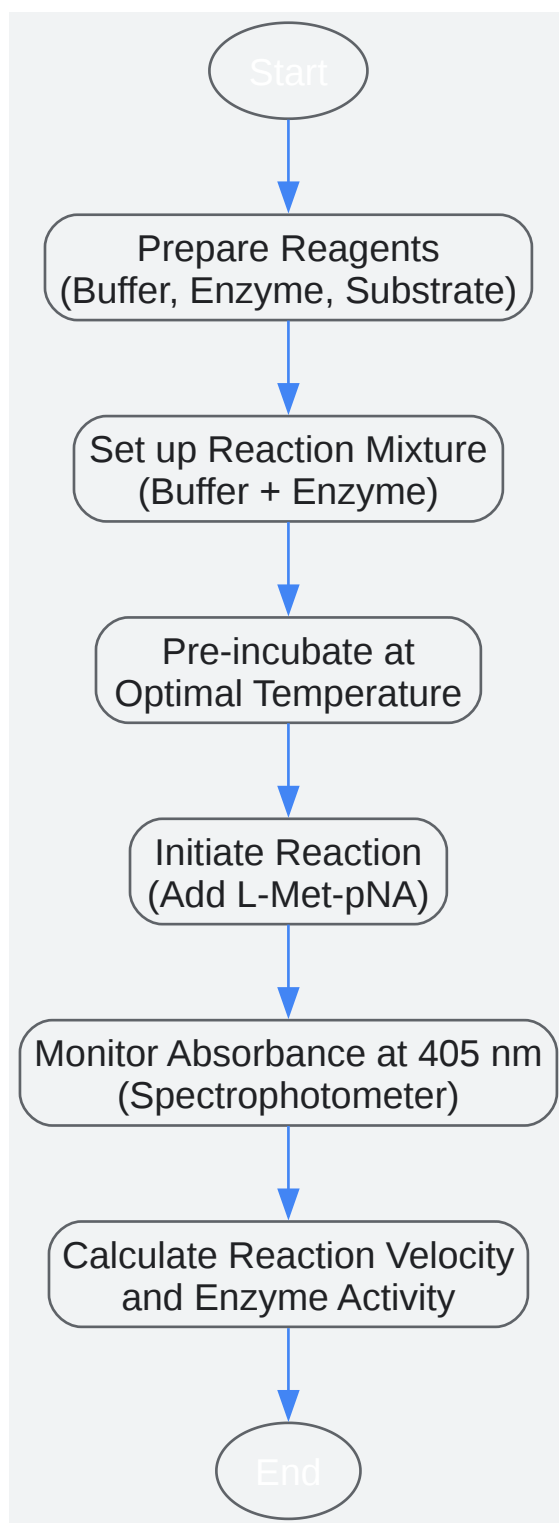 Start
Prepare Reagents
(Buffer, Enzyme, Substrate)
Set up Reaction Mixture
(Buffer + Enzyme)
Pre-incubate at
Optimal Temperature
Initiate Reaction
(Add L-Met-pNA)
Monitor Absorbance at 405 nm
(Spectrophotometer)
Calculate Reaction Velocity
and Enzyme Activity
End